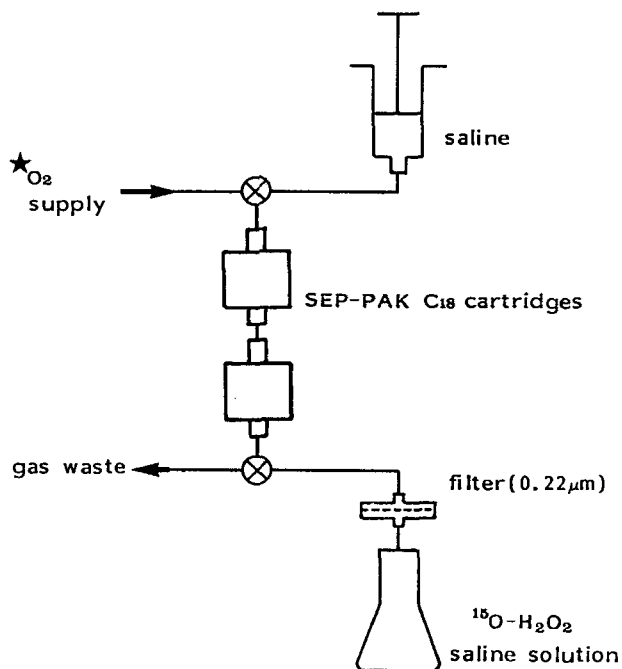 saline
★O₂
supply
SEP-PAK C₁₈ cartridges
gas waste
filter(0.22μm)
¹⁵O-H₂O₂
saline solution